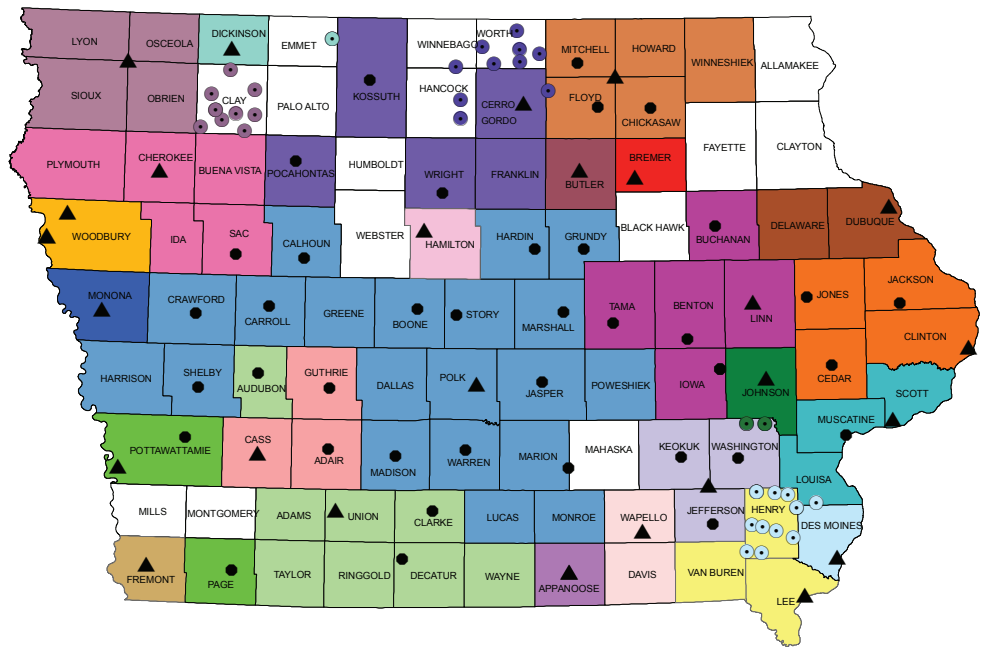 LYON
OSCEOLA
DICKINSON
EMMET
WINNEBAGO
WORTH
MITCHELL
HOWARD
WINNESHIEK
ALLAMAKEE
SIOUX
OBRIEN
CLAY
PALO ALTO
KOSSUTH
HANCOCK
CERRO
GORDO
FLOYD
CHICKASAW
FAYETTE
CLAYTON
PLYMOUTH
CHEROKEE
BUENA VISTA
POCAHONTAS
HUMBOLDT
WRIGHT
FRANKLIN
BUTLER
BREMER
WOODBURY
IDA
SAC
CALHOUN
WEBSTER
HAMILTON
HARDIN
GRUNDY
BLACK HAWK
BUCHANAN
DELAWARE
DUBUQUE
MONONA
CRAWFORD
CARROLL
GREENE
BOONE
STORY
MARSHALL
TAMA
BENTON
LINN
JONES
JACKSON
CLINTON
HARRISON
SHELBY
AUDUBON
GUTHRIE
DALLAS
POLK
JASPER
POWESHIEK
IOWA
JOHNSON
CEDAR
SCOTT
MUSCATINE
POTTAWATTAMIE
CASS
ADAIR
MADISON
WARREN
MARION
MAHASKA
KEOKUK
WASHINGTON
LOUISA
MILLS
MONTGOMERY
ADAMS
UNION
CLARKE
LUCAS
MONROE
WAPELLO
JEFFERSON
HENRY
DES MOINES
FREMONT
PAGE
TAYLOR
RINGGOLD
DECATUR
WAYNE
APPANOOSE
DAVIS
VAN BUREN
LEE